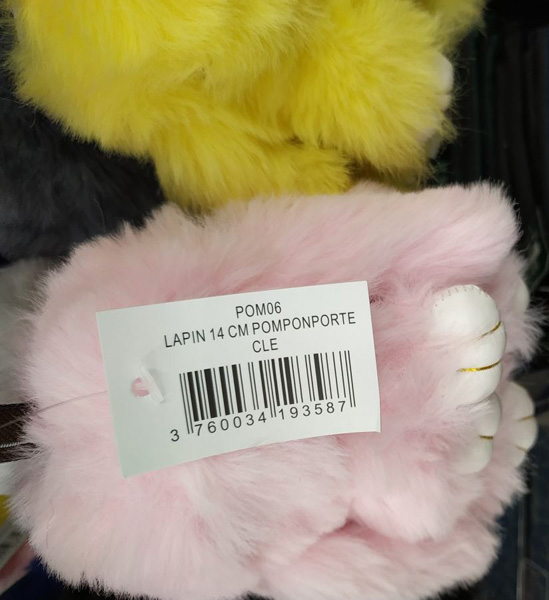 POM06
LAPIN 14 CM POMPONPORTE
CLE
3 760034 193587